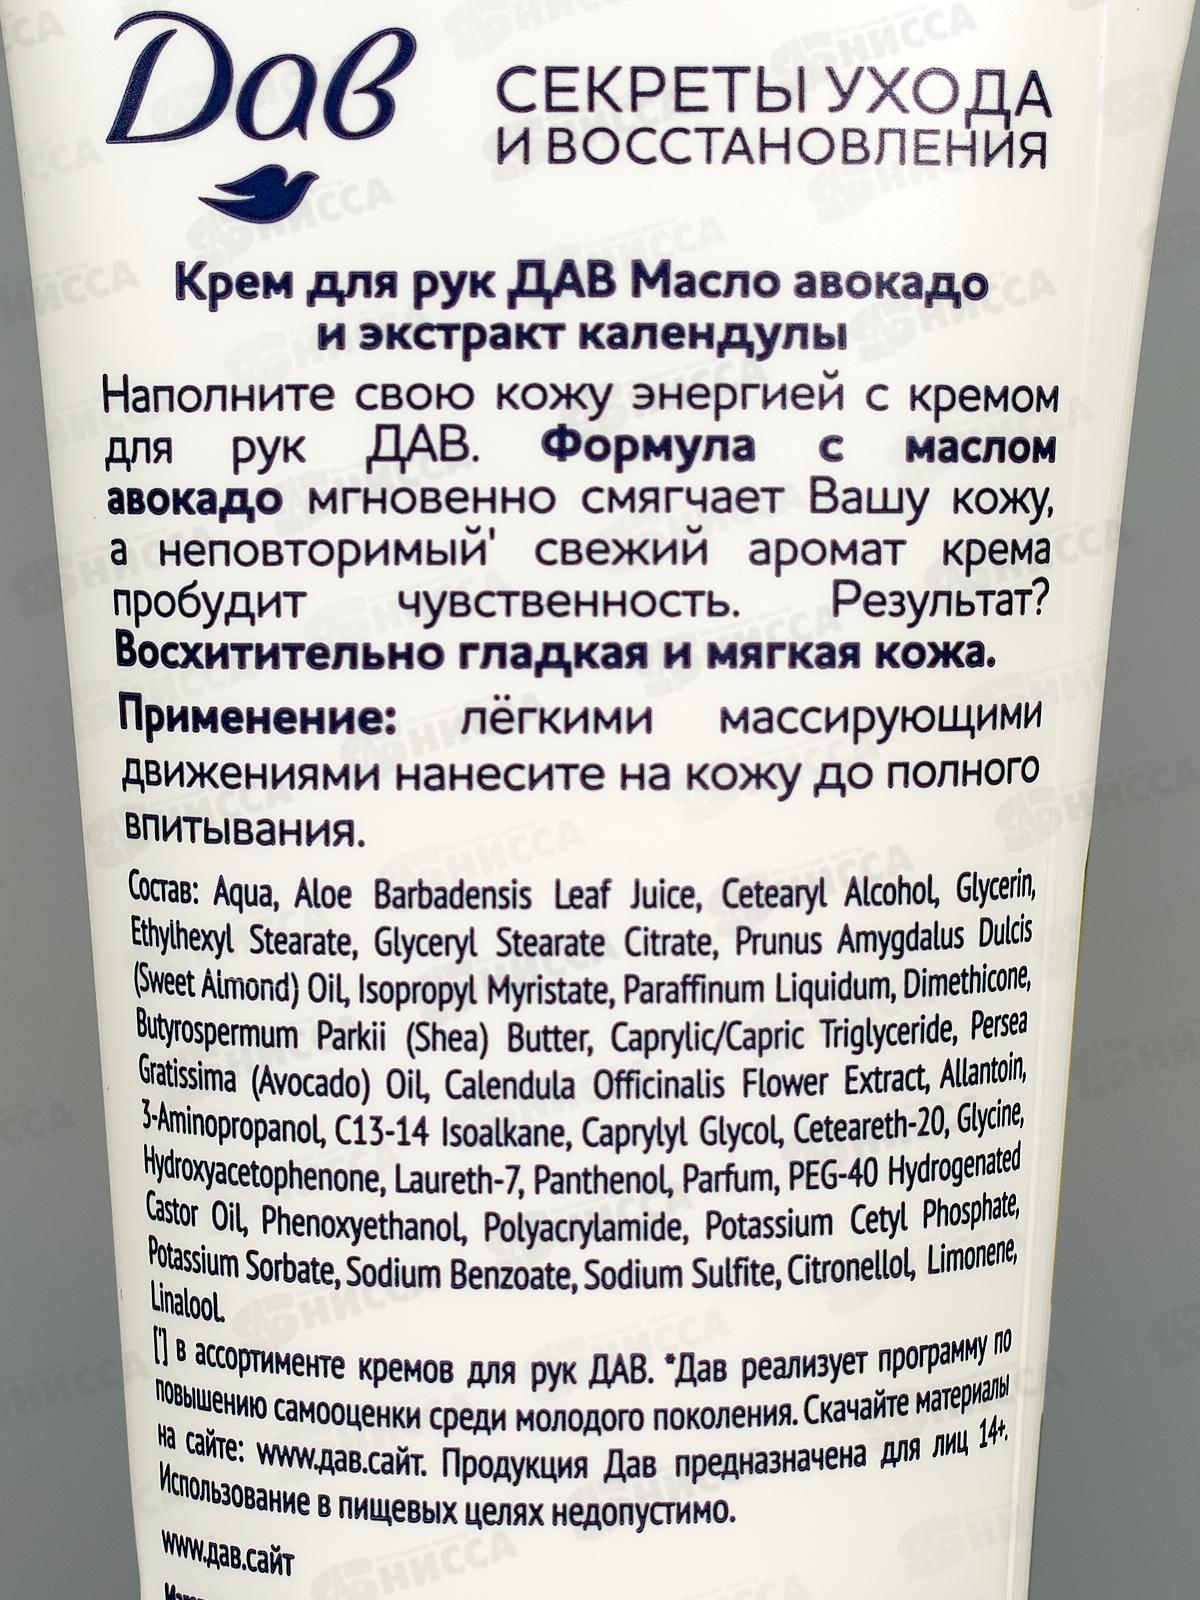 Дав
СЕКРЕТЫ УХОДА
И ВОССТАНОВЛЕНИЯ
Крем для рук ДАВ Масло авокадо
и экстракт календулы
Наполните свою кожу энергией с кремом
для рук ДАВ. Формула с маслом
авокадо мгновенно смягчает Вашу кожу,
а неповторимый' свежий аромат крема
пробудит чувственность. Результат?
Восхитительно гладкая и мягкая кожа.
Применение: лёгкими массирующими
движениями нанесите на кожу до полного
впитывания.
Состав: Aqua, Aloe Barbadensis Leaf Juice, Cetearyl Alcohol, Glycerin,
Ethylhexyl Stearate, Glyceryl Stearate Citrate, Prunus Amygdalus Dulcis
(Sweet Almond) Oil, Isopropyl Myristate, Paraffinum Liquidum, Dimethicone,
Butyrospermum Parkii (Shea) Butter, Caprylic/Capric Triglyceride, Persea
Gratissima (Avocado) Oil, Calendula Officinalis Flower Extract, Allantoin,
3-Aminopropanol, C13-14 Isoalkane, Caprylyl Glycol, Ceteareth-20, Glycine,
Hydroxyacetophenone, Laureth-7, Panthenol, Parfum, PEG-40 Hydrogenated
Castor Oil, Phenoxyethanol, Polyacrylamide, Potassium Cetyl Phosphate,
Potassium Sorbate, Sodium Benzoate, Sodium Sulfite, Citronellol, Limonene,
Linalool.
['] в ассортименте кремов для рук ДАВ. *Дав реализует программу по
повышению самооценки среди молодого поколения. Скачайте материалы
на сайте: www.дав.сайт. Продукция Дав предназначена для лиц 14+.
Использование в пищевых целях недопустимо.
www.дав.сайт